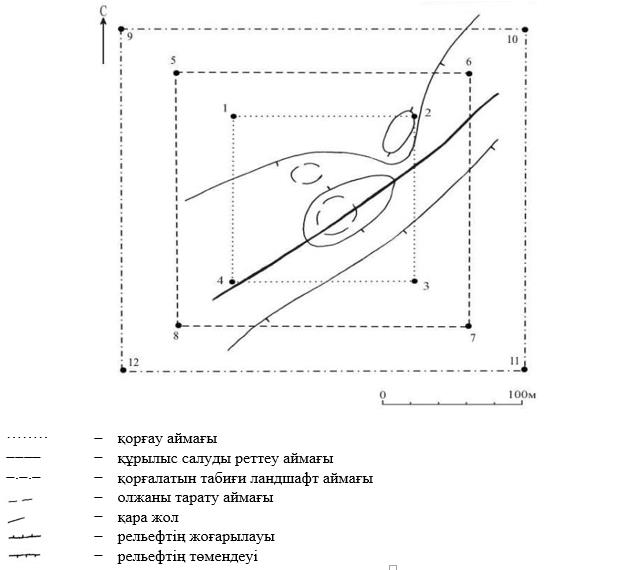 С
9
10
5
6
1
2
4
3
8
7
12
11
0 100м
– қорғау аймағы
– құрылыс салуды реттеу аймағы
– қорғалатын табиғи ландшафт аймағы
– олжаны тарату аймағы
– қара жол
– рельефтің жоғарылауы
– рельефтің төмендеуі